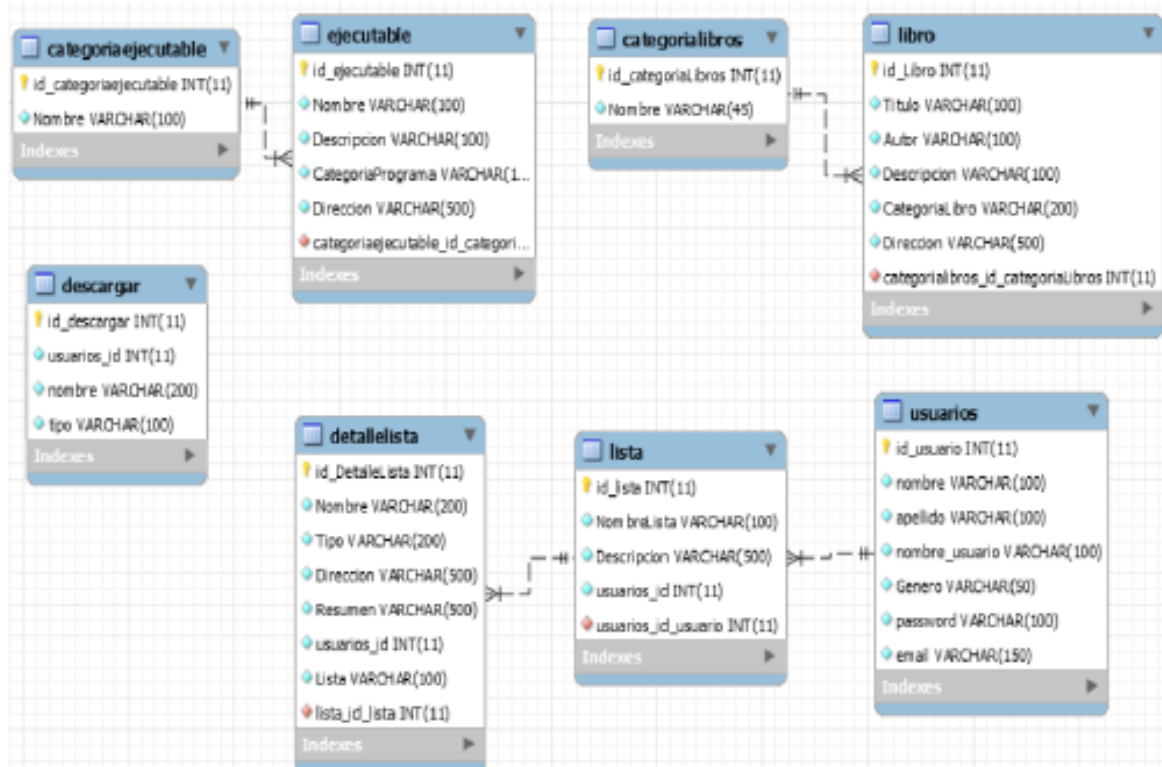 categoriaejecutable
id_categoriaejecutable INT(11)
Nombre VARCHAR(100)
Indexes
ejecutable
id_ejecutable INT(11)
Nombre VARCHAR(100)
Descripcion VARCHAR(100)
CategoriaPrograma VARCHAR(1...
Direccion VARCHAR(500)
categoriaejecutable_id_categori...
Indexes
categorialibros
id_categoriaLibros INT(11)
Nombre VARCHAR(45)
Indexes
libro
id_Libro INT(11)
Titulo VARCHAR(100)
Autor VARCHAR(100)
Descripcion VARCHAR(100)
CategoriaLibro VARCHAR(200)
Direccion VARCHAR(500)
categorialibros_id_categoriaLibros INT(11)
Indexes
descargar
id_descargar INT(11)
usuarios_id INT(11)
nombre VARCHAR(200)
tipo VARCHAR(100)
Indexes
detallelista
id_DetalleLista INT(11)
Nombre VARCHAR(200)
Tipo VARCHAR(200)
Direccion VARCHAR(500)
Resumen VARCHAR(500)
usuarios_id INT(11)
Lista VARCHAR(100)
lista_id_lista INT(11)
Indexes
lista
id_lista INT(11)
NombreLista VARCHAR(100)
Descripcion VARCHAR(500)
usuarios_id INT(11)
usuarios_id_usuario INT(11)
Indexes
usuarios
id_usuario INT(11)
nombre VARCHAR(100)
apellido VARCHAR(100)
nombre_usuario VARCHAR(100)
Genero VARCHAR(50)
password VARCHAR(100)
email VARCHAR(150)
Indexes